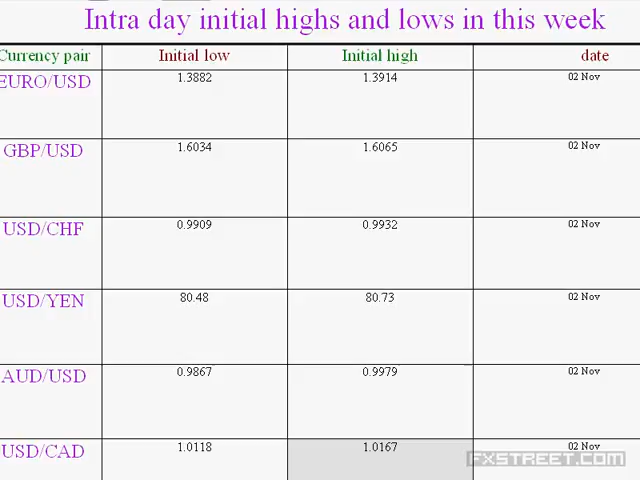 Intra day initial highs and lows in this week
Currency pair Initial low Initial high date
EURO/USD 1.3882 1.3914 02 Nov
GBP/USD 1.6034 1.6065 02 Nov
USD/CHF 0.9909 0.9932 02 Nov
USD/YEN 80.48 80.73 02 Nov
AUD/USD 0.9867 0.9979 02 Nov
USD/CAD 1.0118 1.0167 02 Nov
FXSTREET.COM